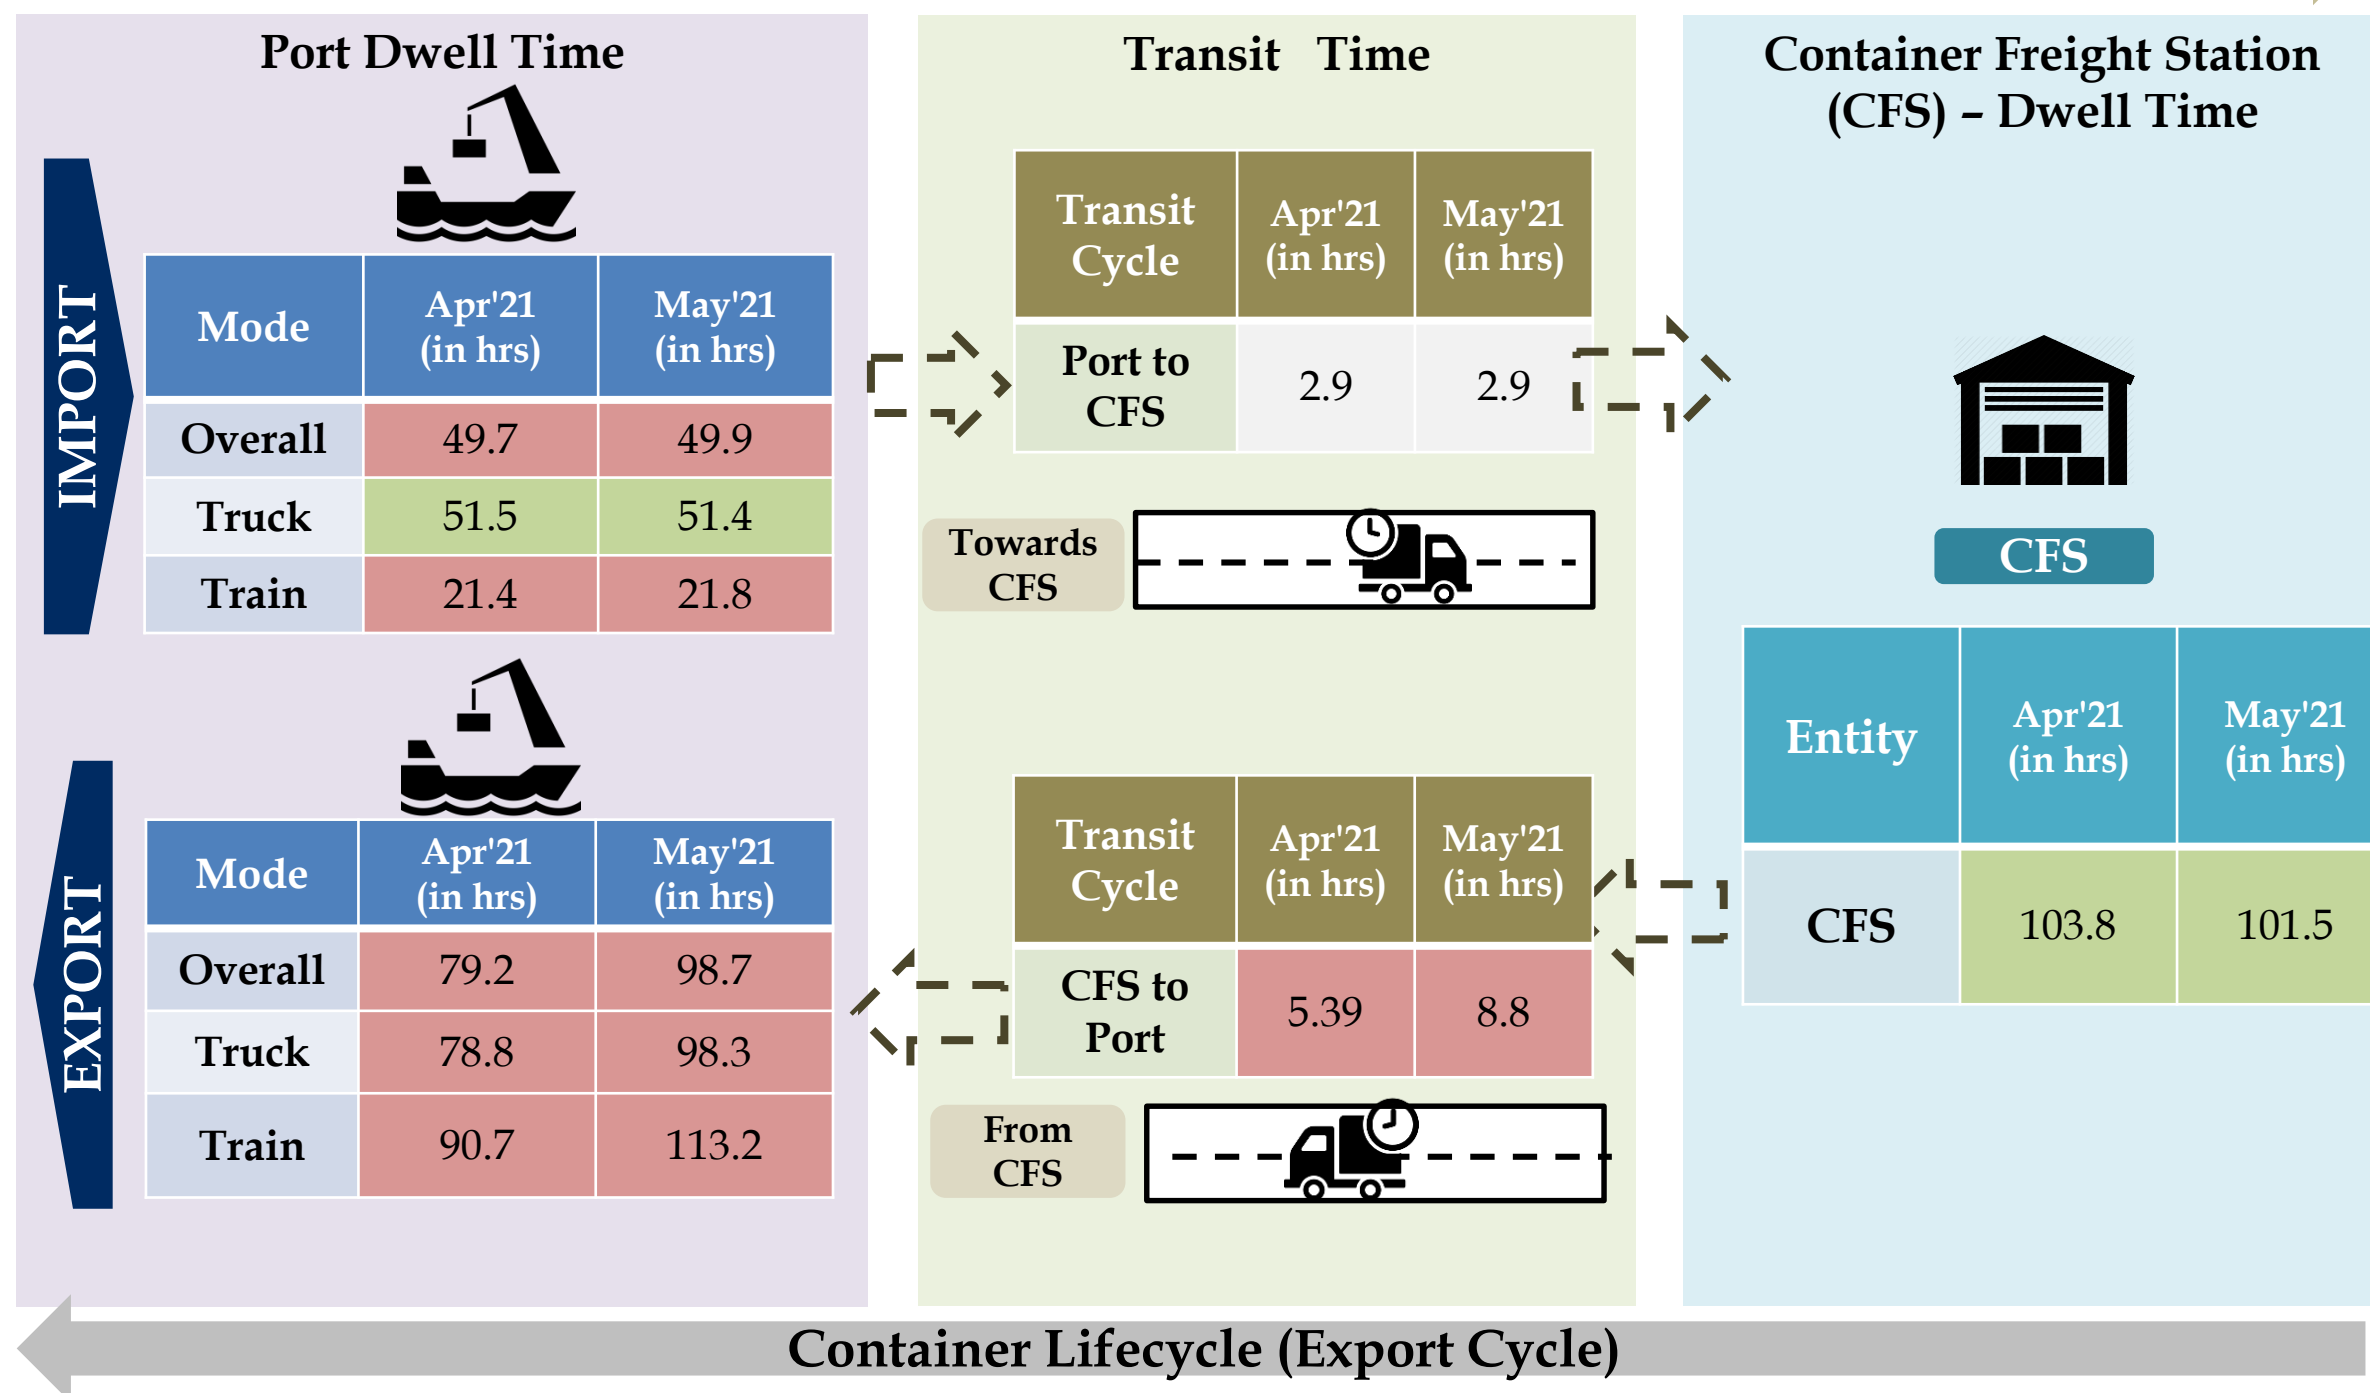 Port Dwell Time
IMPORT
Mode Apr'21 (in hrs) May'21 (in hrs)
Overall 49.7 49.9
Truck 51.5 51.4
Train 21.4 21.8
EXPORT
Mode Apr'21 (in hrs) May'21 (in hrs)
Overall 79.2 98.7
Truck 78.8 98.3
Train 90.7 113.2
Transit Time
Transit Cycle Apr'21 (in hrs) May'21 (in hrs)
Port to CFS 2.9 2.9
Towards
CFS
Transit Cycle Apr'21 (in hrs) May'21 (in hrs)
CFS to Port 5.39 8.8
From
CFS
Container Freight Station
(CFS) – Dwell Time
CFS
Entity Apr'21 (in hrs) May'21 (in hrs)
CFS 103.8 101.5
Container Lifecycle (Export Cycle)